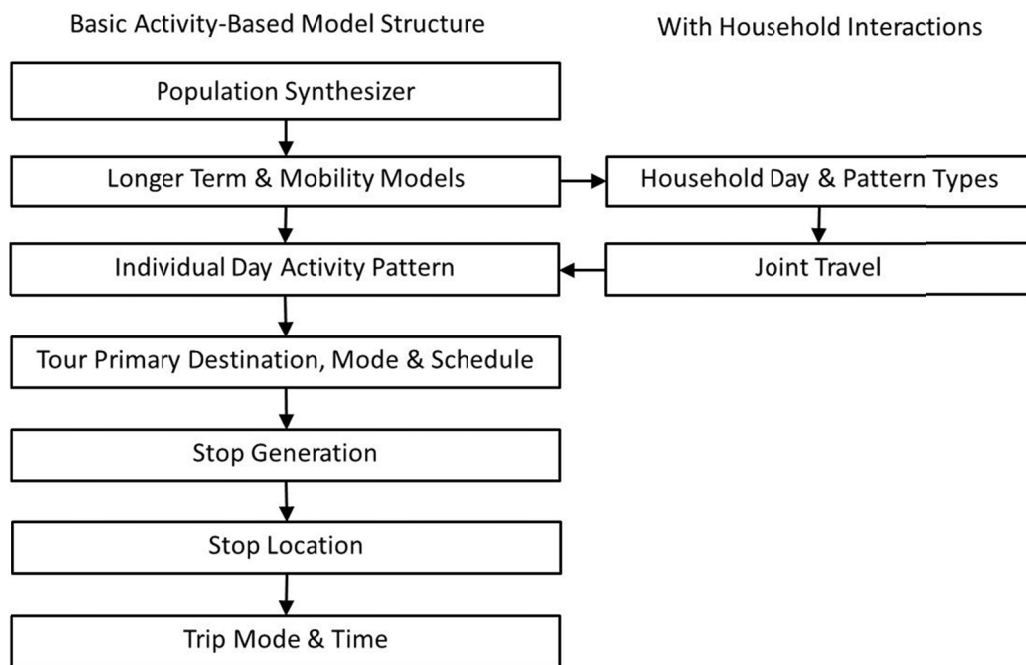 Basic Activity-Based Model Structure
With Household Interactions
Population Synthesizer
Longer Term & Mobility Models
Household Day & Pattern Types
Individual Day Activity Pattern
Joint Travel
Tour Primary Destination, Mode & Schedule
Stop Generation
Stop Location
Trip Mode & Time